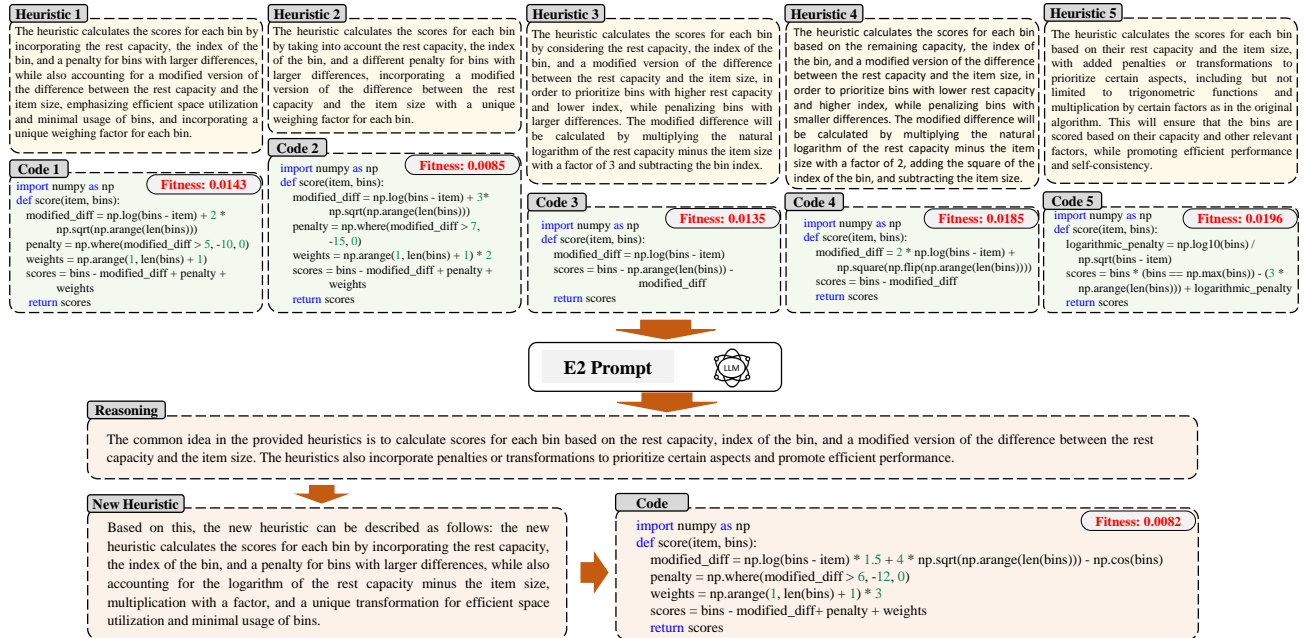 Heuristic 1
The heuristic calculates the scores for each bin by
incorporating the rest capacity, the index of the
bin, and a penalty for bins with larger differences,
while also accounting for a modified version of
the difference between the rest capacity and the
item size, emphasizing efficient space utilization
and minimal usage of bins, and incorporating a
unique weighing factor for each bin.
Code 1
Fitness: 0.0143
import numpy as np
def score(item, bins):
modified_diff = np.log(bins - item) + 2 *
np.sqrt(np.arange(len(bins)))
penalty = np.where(modified_diff > 5, -10, 0)
weights = np.arange(1, len(bins) + 1)
scores = bins - modified_diff + penalty +
weights
return scores
Heuristic 2
The heuristic calculates the scores for each bin
by taking into account the rest capacity, the index
of the bin, and a different penalty for bins with
larger differences, incorporating a modified
version of the difference between the rest
capacity and the item size with a unique
weighing factor for each bin.
Code 2
Fitness: 0.0085
import numpy as np
def score(item, bins):
modified_diff = np.log(bins - item) + 3*
np.sqrt(np.arange(len(bins)))
penalty = np.where(modified_diff > 7,
-15, 0)
weights = np.arange(1, len(bins) + 1) * 2
scores = bins - modified_diff + penalty +
weights
return scores
Heuristic 3
The heuristic calculates the scores for each bin
by considering the rest capacity, the index of the
bin, and a modified version of the difference
between the rest capacity and the item size, in
order to prioritize bins with higher rest capacity
and lower index, while penalizing bins with
larger differences. The modified difference will
be calculated by multiplying the natural
logarithm of the rest capacity minus the item size
with a factor of 3 and subtracting the bin index.
Code 3
Fitness: 0.0135
import numpy as np
def score(item, bins):
modified_diff = np.log(bins - item)
scores = bins - np.arange(len(bins)) -
modified_diff
return scores
Heuristic 4
The heuristic calculates the scores for each bin
based on the remaining capacity, the index of
the bin, and a modified version of the difference
between the rest capacity and the item size, in
order to prioritize bins with lower rest capacity
and higher index, while penalizing bins with
smaller differences. The modified difference will
be calculated by multiplying the natural
logarithm of the rest capacity minus the item
size with a factor of 2, adding the square of the
index of the bin, and subtracting the item size.
Code 4
Fitness: 0.0185
import numpy as np
def score(item, bins):
modified_diff = 2 * np.log(bins - item) +
np.square(np.flip(np.arange(len(bins))))
scores = bins - modified_diff
return scores
Heuristic 5
The heuristic calculates the scores for each bin
based on their rest capacity and the item size,
with added penalties or transformations to
prioritize certain aspects, including but not
limited to trigonometric functions and
multiplication by certain factors as in the original
algorithm. This will ensure that the bins are
scored based on their capacity and other relevant
factors, while promoting efficient performance
and self-consistency.
Code 5
Fitness: 0.0196
import numpy as np
def score(item, bins):
logarithmic_penalty = np.log10(bins) /
np.sqrt(bins - item)
scores = bins * (bins == np.max(bins)) - (3 *
np.arange(len(bins))) + logarithmic_penalty
return scores
E2 Prompt
LLM
Reasoning
The common idea in the provided heuristics is to calculate scores for each bin based on the rest capacity, index of the bin, and a modified version of the difference between the rest
capacity and the item size. The heuristics also incorporate penalties or transformations to prioritize certain aspects and promote efficient performance.
New Heuristic
Based on this, the new heuristic can be described as follows: the new
heuristic calculates the scores for each bin by incorporating the rest capacity,
the index of the bin, and a penalty for bins with larger differences, while also
accounting for the logarithm of the rest capacity minus the item size,
multiplication with a factor, and a unique transformation for efficient space
utilization and minimal usage of bins.
Code
Fitness: 0.0082
import numpy as np
def score(item, bins):
modified_diff = np.log(bins - item) * 1.5 + 4 * np.sqrt(np.arange(len(bins))) - np.cos(bins)
penalty = np.where(modified_diff > 6, -12, 0)
weights = np.arange(1, len(bins) + 1) * 3
scores = bins - modified_diff+ penalty + weights
return scores